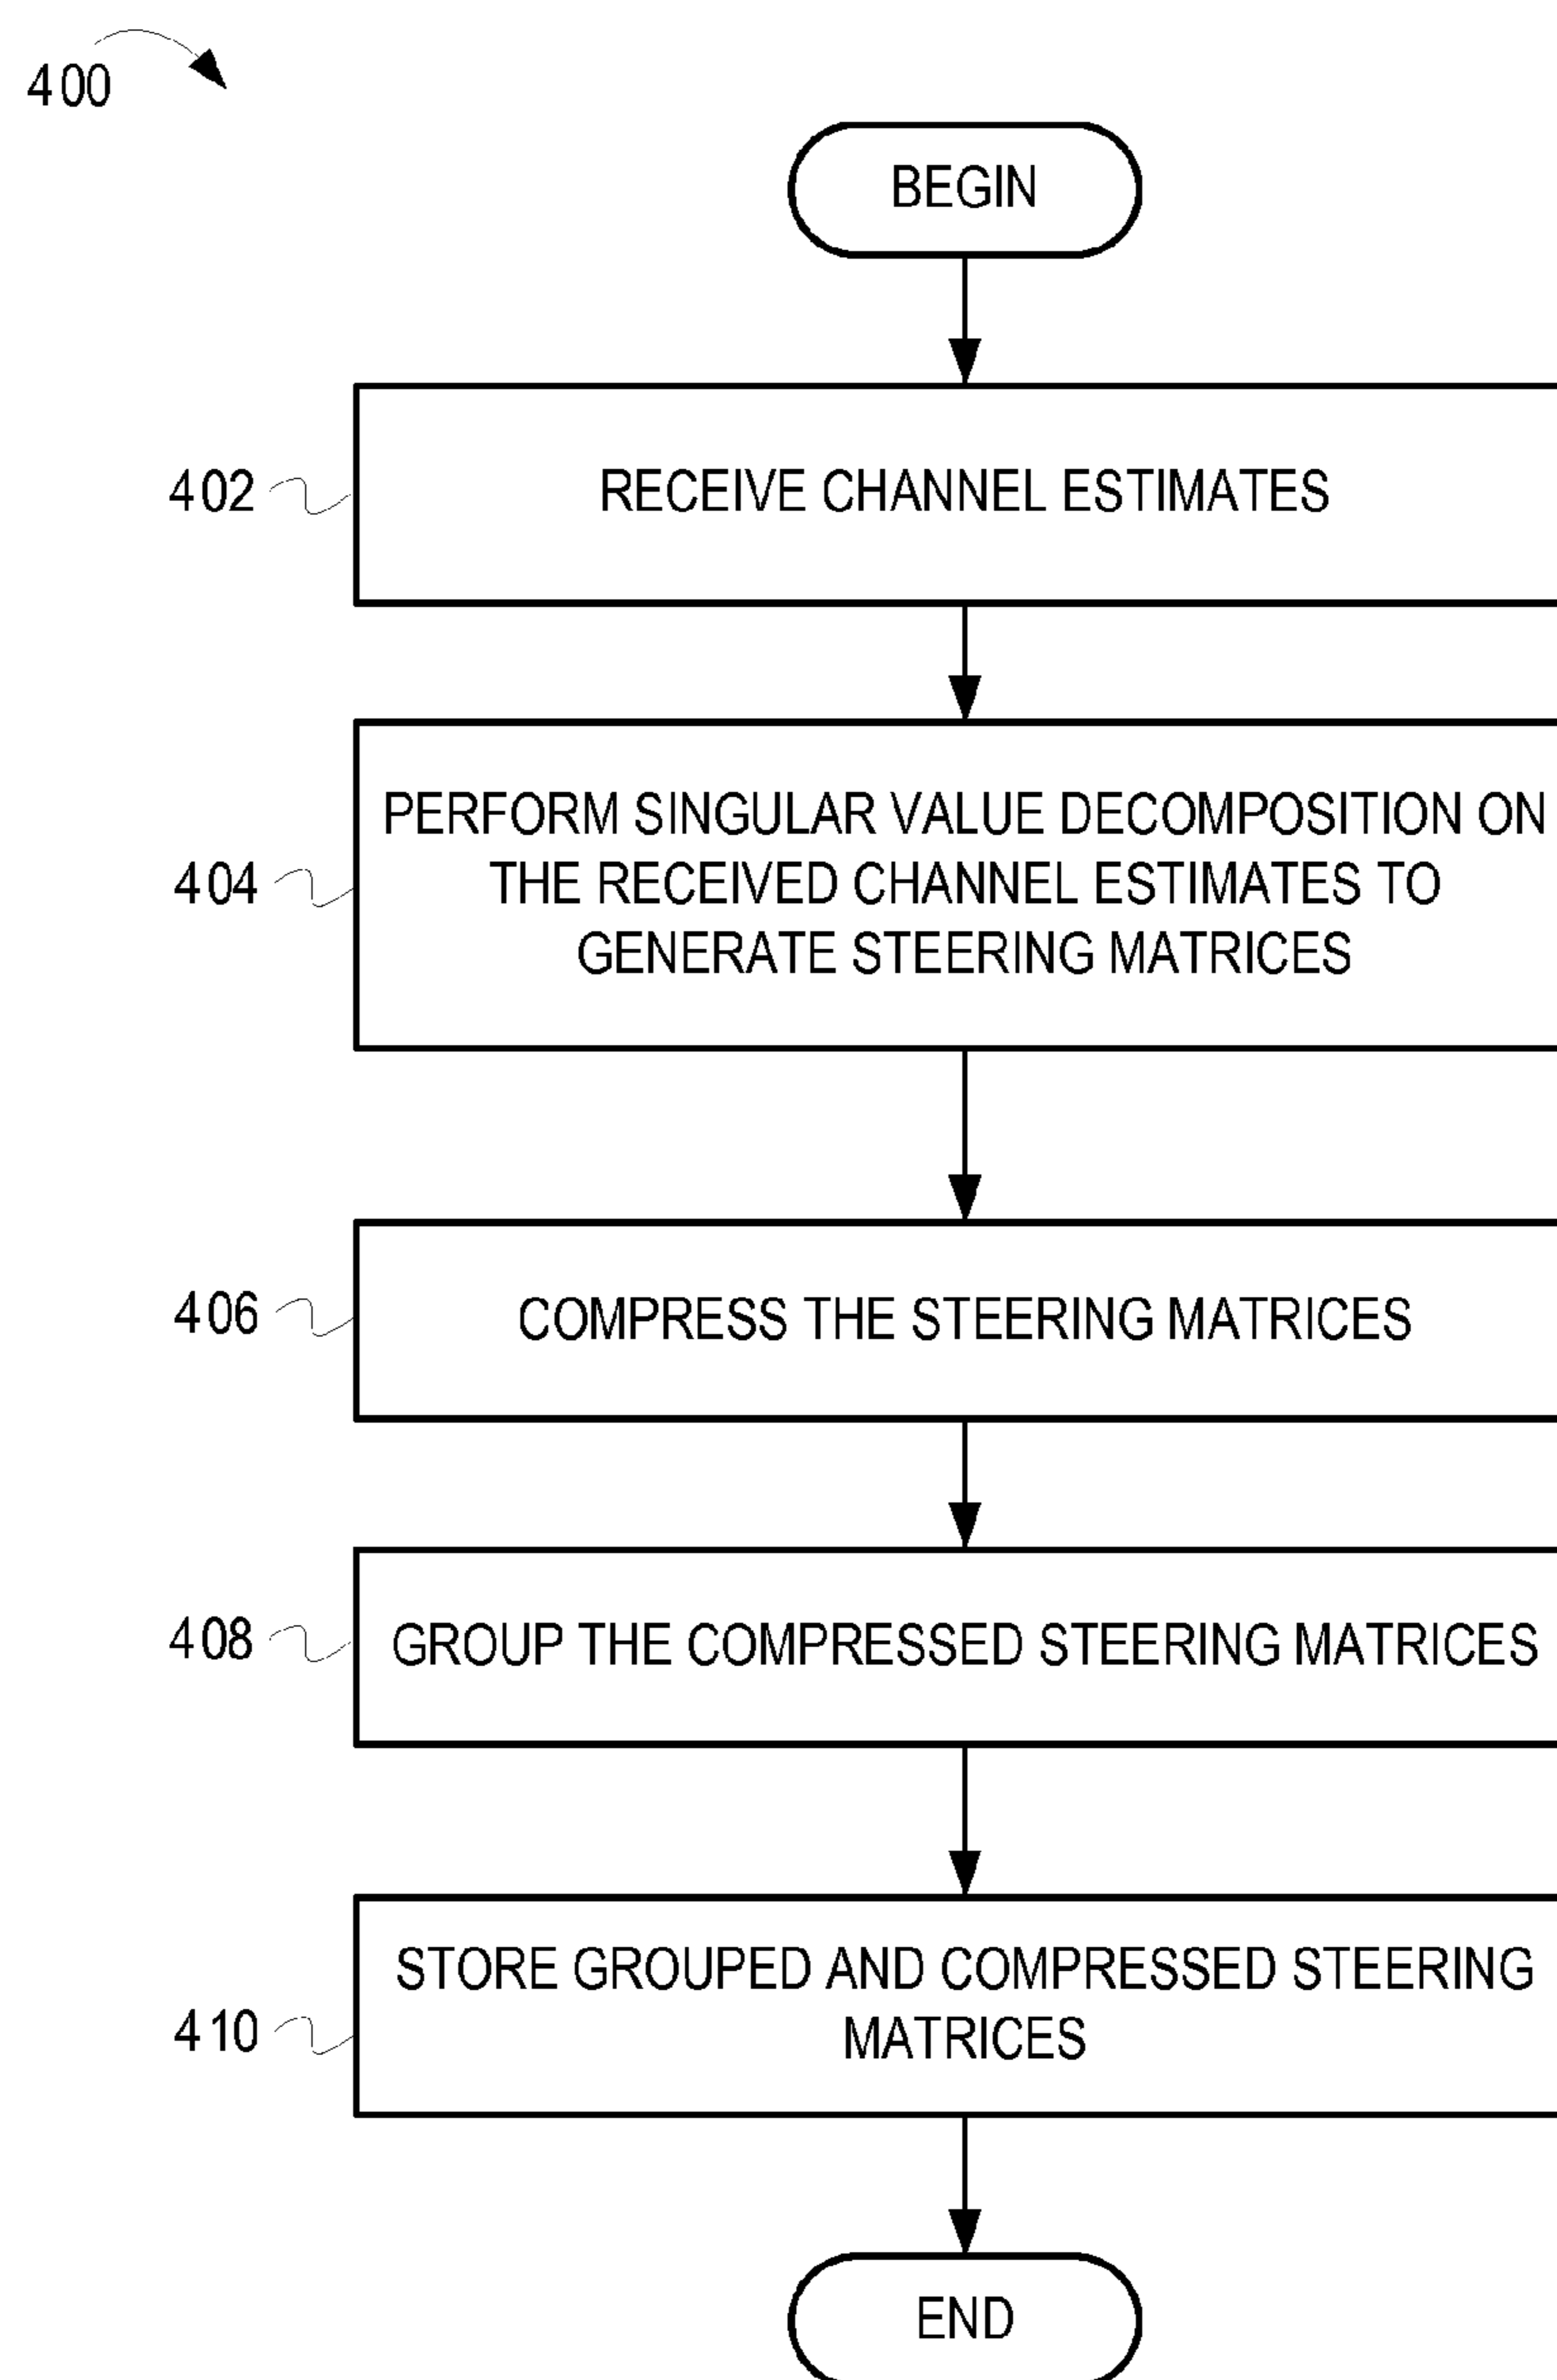 400
BEGIN
402
RECEIVE CHANNEL ESTIMATES
404
PERFORM SINGULAR VALUE DECOMPOSITION ON
THE RECEIVED CHANNEL ESTIMATES TO
GENERATE STEERING MATRICES
406
COMPRESS THE STEERING MATRICES
408
GROUP THE COMPRESSED STEERING MATRICES
410
STORE GROUPED AND COMPRESSED STEERING
MATRICES
END